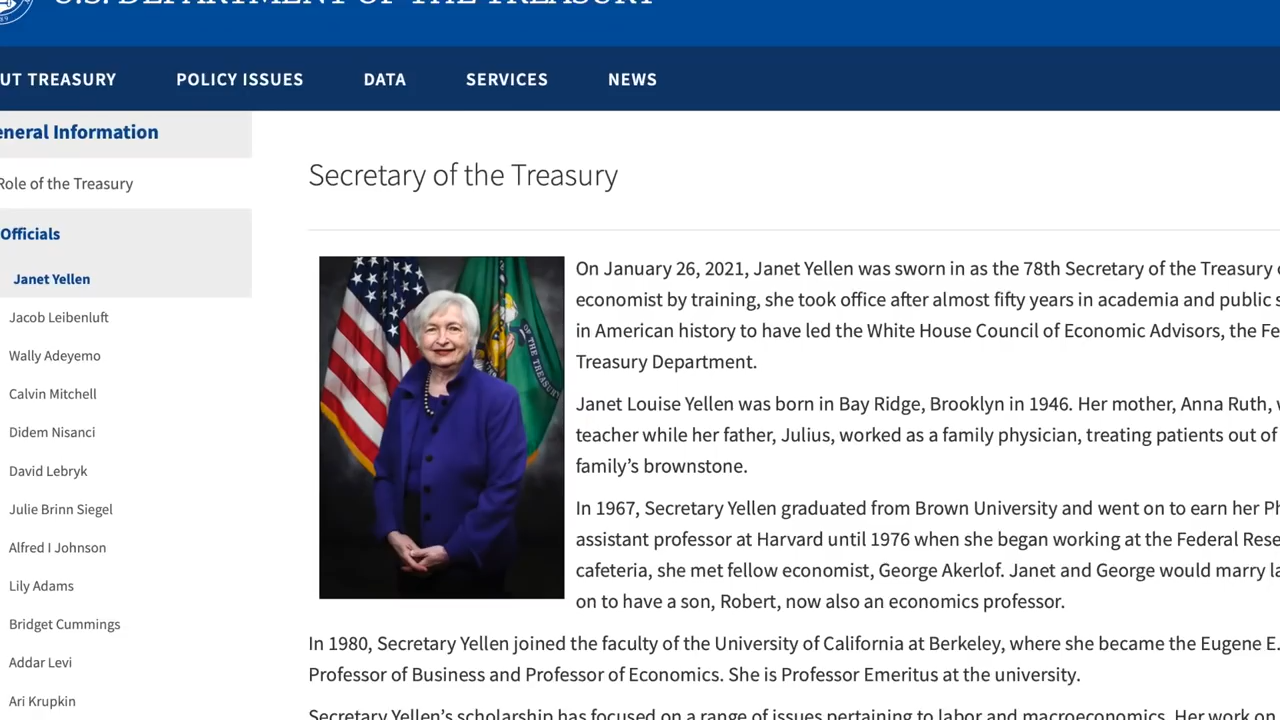 U.S. DEPARTMENT OF THE TREASURY
UT TREASURY
POLICY ISSUES
DATA
SERVICES
NEWS
eneral Information
Role of the Treasury
Officials
Janet Yellen
Jacob Leibenluft
Wally Adeyemo
Calvin Mitchell
Didem Nisanci
David Lebryk
Julie Brinn Siegel
Alfred I Johnson
Lily Adams
Bridget Cummings
Addar Levi
Ari Krupkin
Secretary of the Treasury
OF THE TREASURY
On January 26, 2021, Janet Yellen was sworn in as the 78th Secretary of the Treasury
economist by training, she took office after almost fifty years in academia and public s
in American history to have led the White House Council of Economic Advisors, the Fe
Treasury Department.
Janet Louise Yellen was born in Bay Ridge, Brooklyn in 1946. Her mother, Anna Ruth,
teacher while her father, Julius, worked as a family physician, treating patients out of
family’s brownstone.
In 1967, Secretary Yellen graduated from Brown University and went on to earn her Ph
assistant professor at Harvard until 1976 when she began working at the Federal Rese
cafeteria, she met fellow economist, George Akerlof. Janet and George would marry la
on to have a son, Robert, now also an economics professor.
In 1980, Secretary Yellen joined the faculty of the University of California at Berkeley, where she became the Eugene E.
Professor of Business and Professor of Economics. She is Professor Emeritus at the university.
Secretary Yellen’s scholarship has focused on a range of issues pertaining to labor and macroeconomics. Her work on